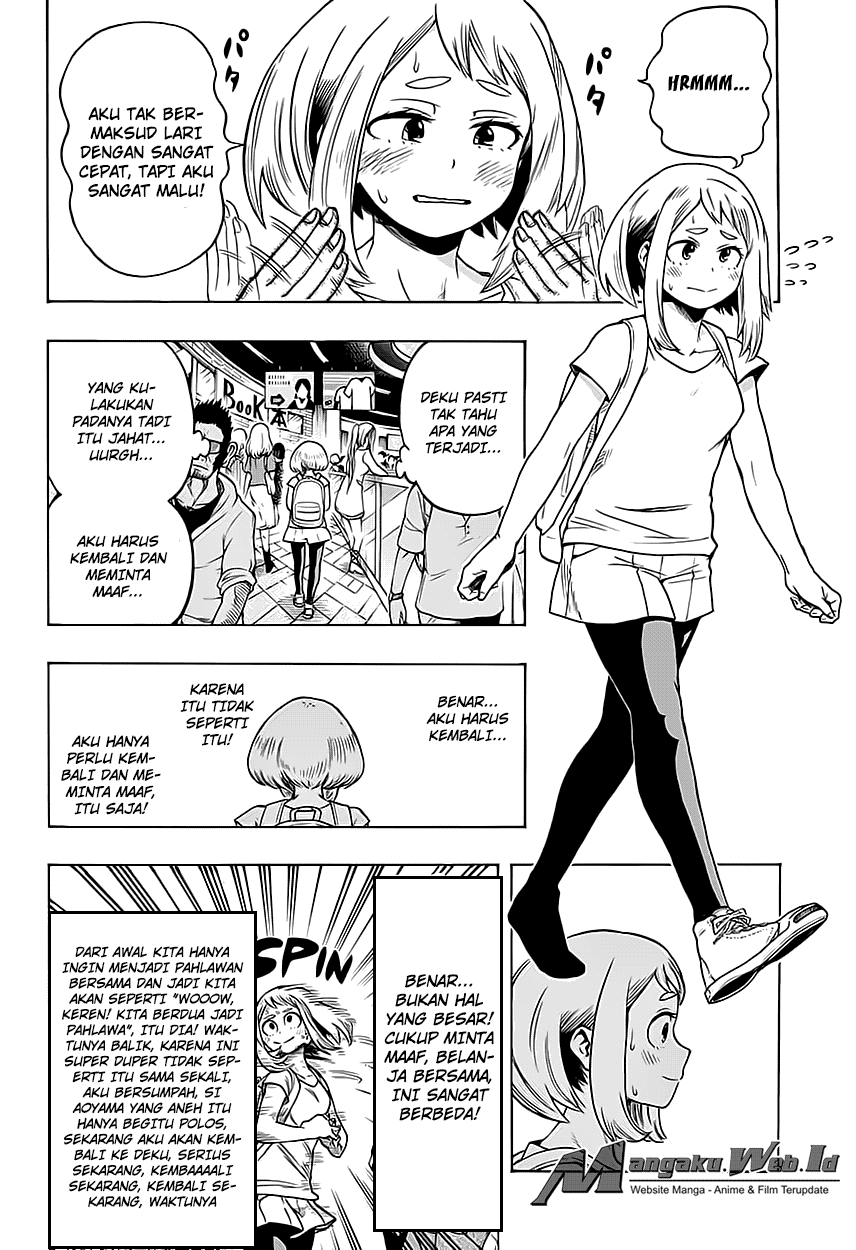 HRMMM...
パタ
パタ
AKU TAK BER-
MAKSUD LARI
DENGAN SANGAT
CEPAT, TAPI AKU
SANGAT MALU!
DEKU PASTI
TAK TAHU
APA YANG
TERJADI...
BOOK
YANG KU-
LAKUKAN
PADANYA TADI
ITU JAHAT...
UURGH...
AKU HARUS
KEMBALI DAN
MEMINTA
MAAF...
BENAR...
AKU HARUS
KEMBALI...
KARENA
ITU TIDAK
SEPERTI
ITU!
AKU HANYA
PERLU KEM-
BALI DAN ME-
MINTA MAAF,
ITU SAJA!
BENAR...
BUKAN HAL
YANG BESAR!
CUKUP MINTA
MAAF, BELAN-
JA BERSAMA,
INI SANGAT
BERBEDA!
SPIN
DARI AWAL KITA HANYA
INGIN MENJADI PAHLAWAN
BERSAMA DAN JADI KITA
AKAN SEPERTI "WOOOW,
KEREN! KITA BERDUA JADI
PAHLAWA", ITU DIA! WAK-
TUNYA BALIK, KARENA INI
SUPER DUPER TIDAK SEP-
ERTI ITU SAMA SEKALI,
AKU BERSUMPAH, SI
AOYAMA YANG ANEH ITU
HANYA BEGITU POLOS,
SEKARANG AKU AKAN KEM-
BALI KE DEKU, SERIUS
SEKARANG, KEMBAAAALI
SEKARANG, KEMBALI SE-
KARANG, WAKTUNYA
Mangaku.Web.Id
Website Manga - Anime & Film Terupdate